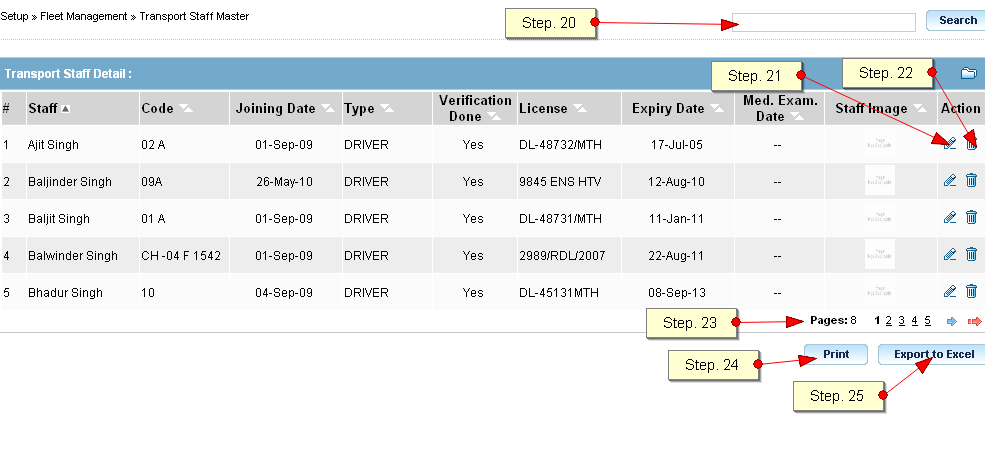 Setup » Fleet Management » Transport Staff Master
Step. 20
Search
Transport Staff Detail :
Step. 21
Step. 22
# Staff Code Joining Date Type Verification Done License Expiry Date Med. Exam. Date Staff Image Action
1 Ajit Singh 02 A 01-Sep-09 DRIVER Yes DL-48732/MTH 17-Jul-05 --
2 Baljinder Singh 09A 26-May-10 DRIVER Yes 9845 ENS HTV 12-Aug-10 --
3 Baljit Singh 01 A 01-Sep-09 DRIVER Yes DL-48731/MTH 11-Jan-11 --
4 Balwinder Singh CH -04 F 1542 01-Sep-09 DRIVER Yes 2989/RDL/2007 22-Aug-11 --
5 Bhadur Singh 10 04-Sep-09 DRIVER Yes DL-45131MTH 08-Sep-13 --
Step. 23
Pages: 8 1 2 3 4 5
Step. 24
Print
Export to Excel
Step. 25